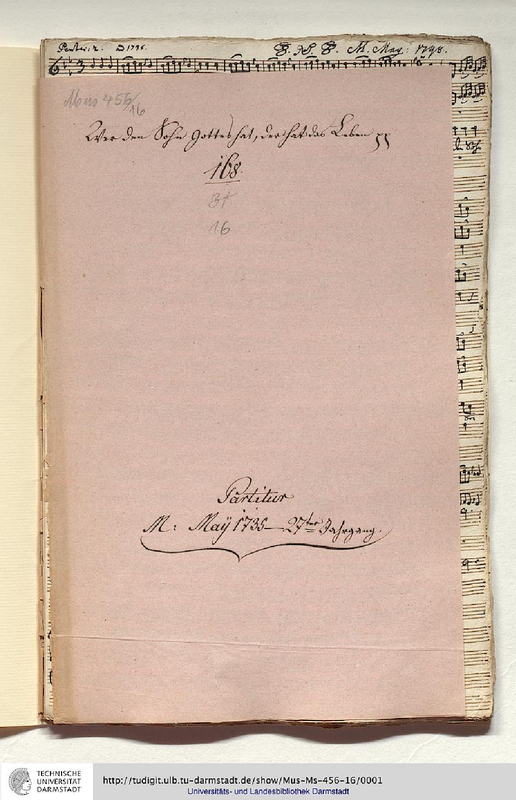 D 1736.
M. May: 1748.
Mus 456/16
Wer den Sohn Gottes hat, der hat das Leben
168.
16
Partitur
M: Maÿ 1735 — 27ter Jahrgang.
TECHNISCHE
UNIVERSITÄT
DARMSTADT
http://tudigit.ulb.tu-darmstadt.de/show/Mus-Ms-456-16/0001
Universitäts- und Landesbibliothek Darmstadt